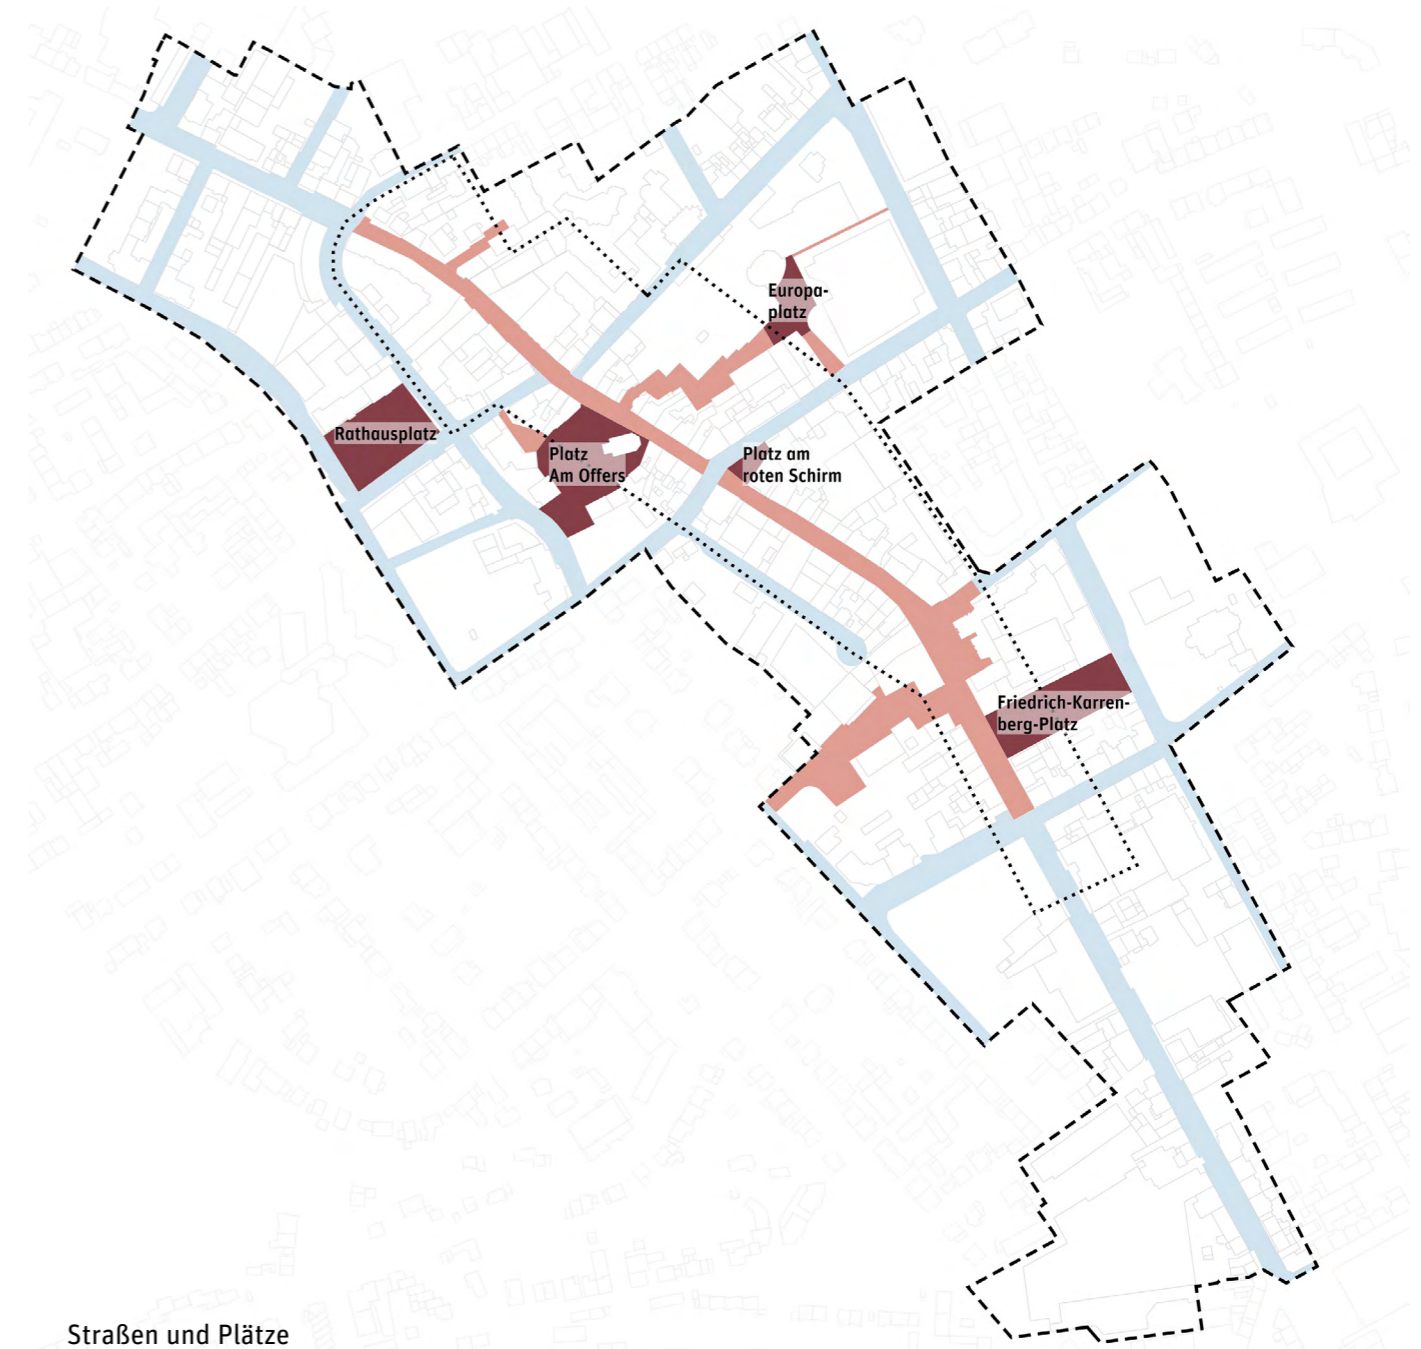 Europa-
platz
Rathausplatz
Platz
Am Offers
Platz am
roten Schirm
Friedrich-Karren-
berg-Platz
Straßen und Plätze